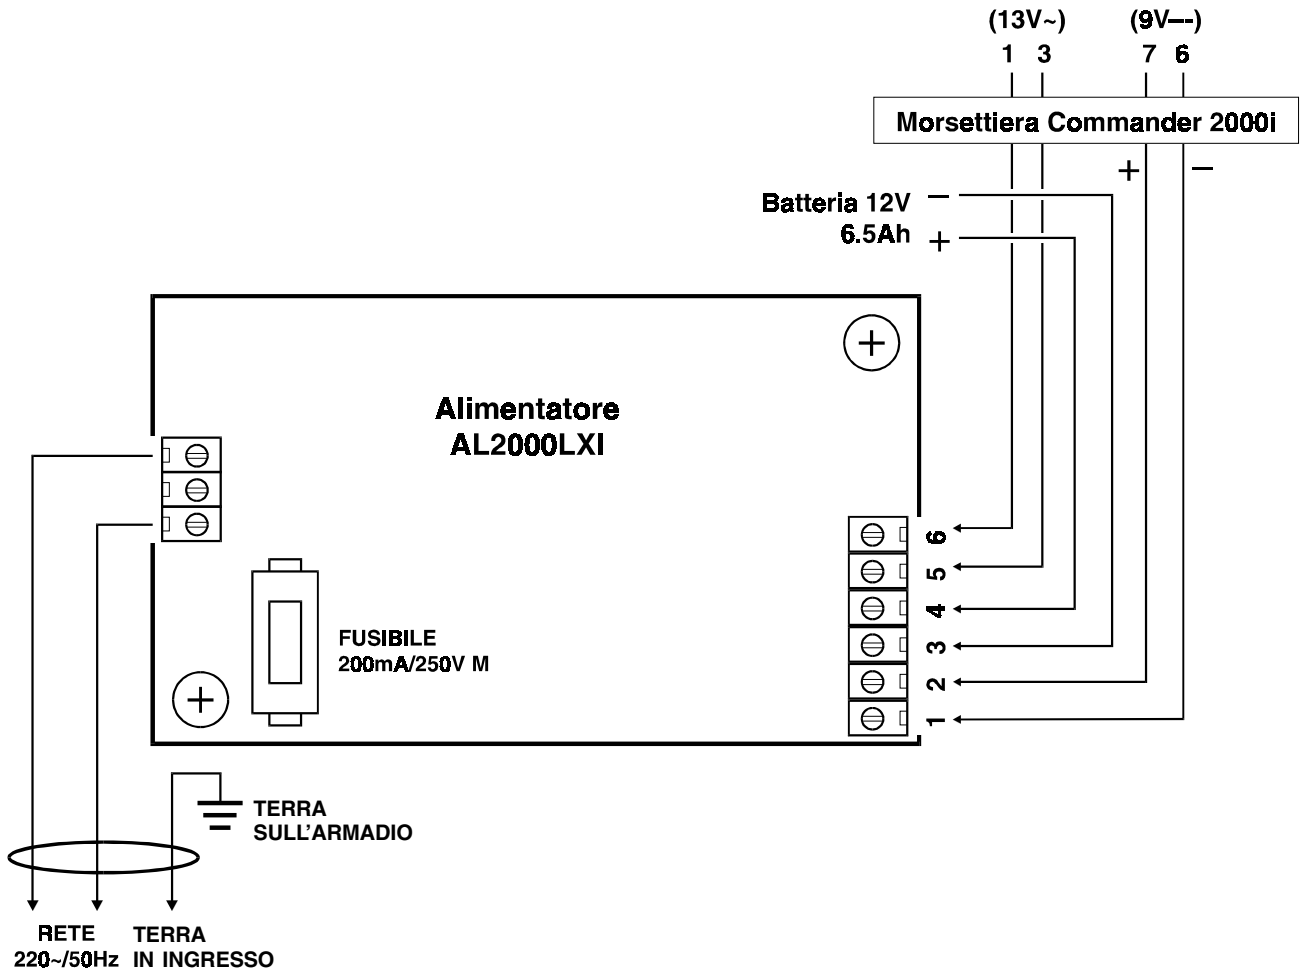 (13V~) (9V—-)
1 3 7 6
Morsettiera Commander 2000i
+ —
Batteria 12V —
6.5Ah +
Alimentatore
AL2000LXI
6
5
4
3
2
1
FUSIBILE
200mA/250V M
TERRA
SULL'ARMADIO
RETE
220~/50Hz
TERRA
IN INGRESSO